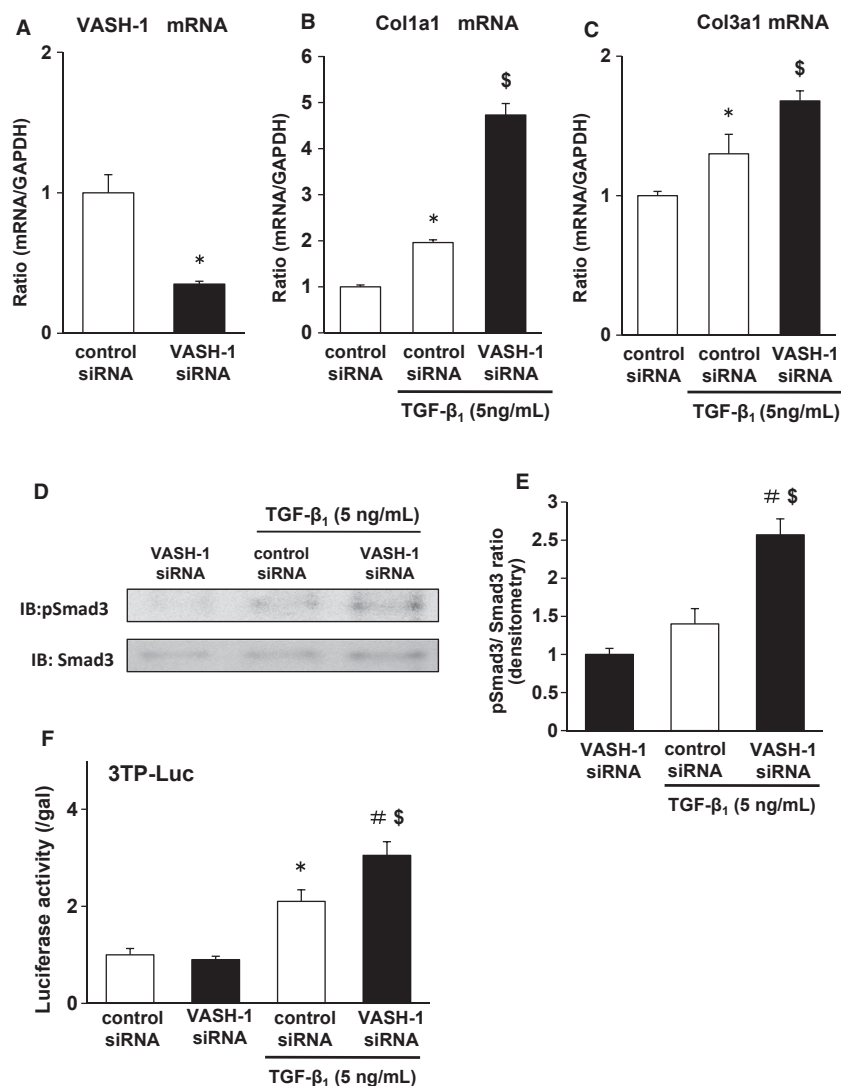 A
VASH-1 mRNA
Ratio (mRNA/GAPDH)
2
1
0
*
control
siRNA
VASH-1
siRNA
B
Col1a1 mRNA
Ratio (mRNA/GAPDH)
6
5
4
3
2
1
0
*
$
control
siRNA
control
siRNA
VASH-1
siRNA
TGF-β₁ (5ng/mL)
C
Col3a1 mRNA
Ratio (mRNA/GAPDH)
2
1
0
*
$
control
siRNA
control
siRNA
VASH-1
siRNA
TGF-β₁ (5ng/mL)
D
TGF-β₁ (5 ng/mL)
VASH-1
siRNA
control
siRNA
VASH-1
siRNA
IB:pSmad3
IB: Smad3
E
pSmad3/ Smad3 ratio
(densitometry)
3
2.5
2
1.5
1
0.5
0
# $
VASH-1
siRNA
control
siRNA
VASH-1
siRNA
TGF-β₁ (5 ng/mL)
F
3TP-Luc
Luciferase activity (/gal)
4
2
0
*
# $
control
siRNA
VASH-1
siRNA
control
siRNA
VASH-1
siRNA
TGF-β₁ (5 ng/mL)